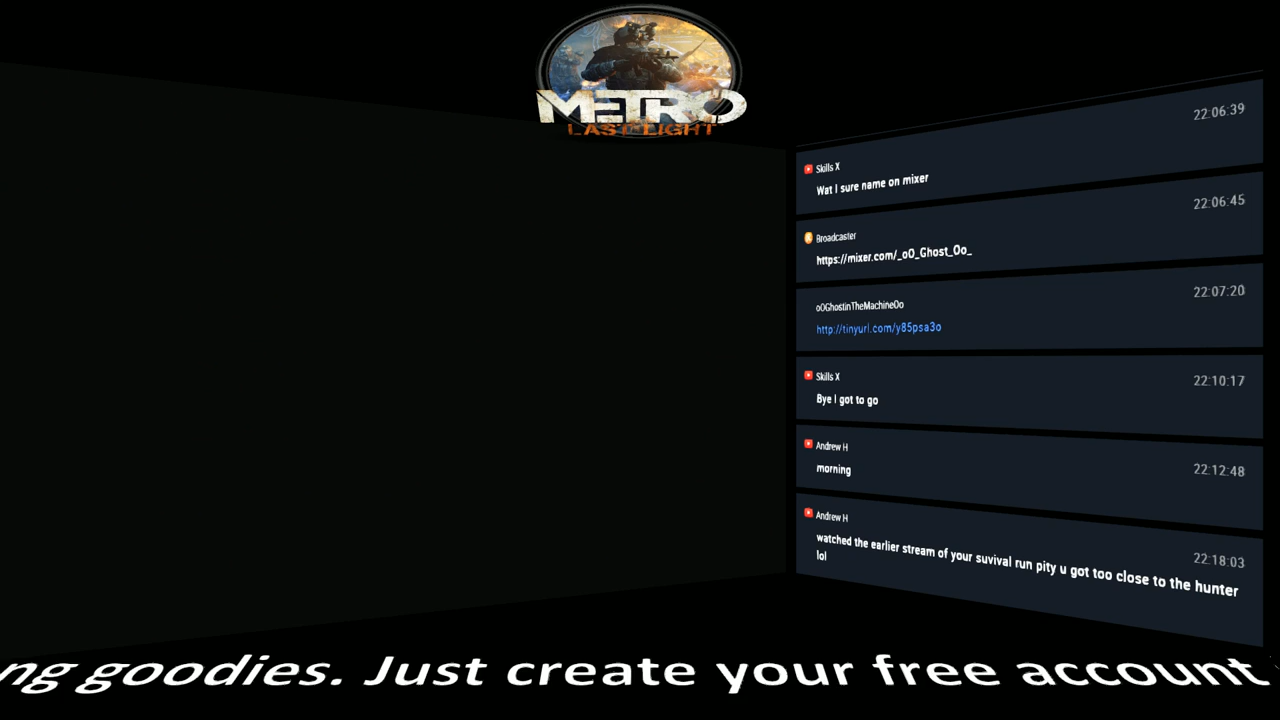 METRO
LAST LIGHT
22:06:39
Skills X
Wat I sure name on mixer
22:06:45
Broadcaster
https://mixer.com/_oO_Ghost_Oo_
22:07:20
oOGhostinTheMachineOo
http://tinyurl.com/y85psa3o
Skills X
22:10:17
Bye I got to go
Andrew H
22:12:48
morning
Andrew H
22:18:03
watched the earlier stream of your suvival run pity u got too close to the hunter
lol
ng goodies. Just create your free account